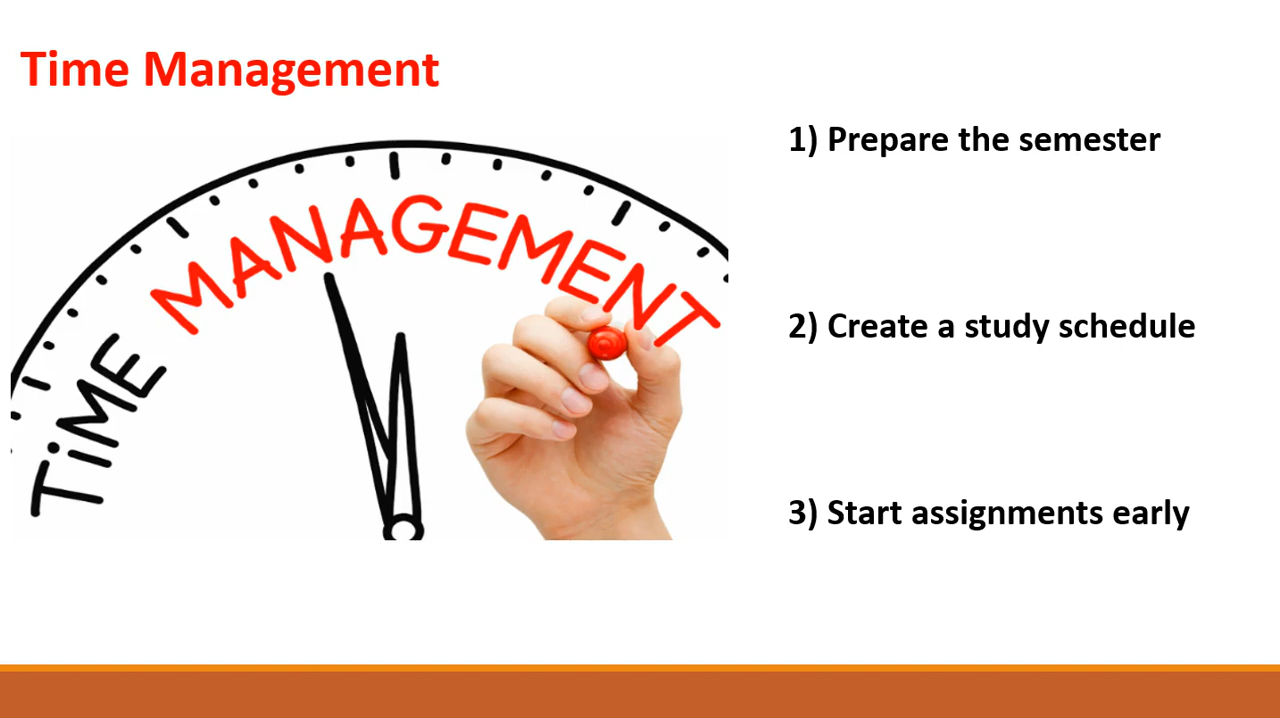 Time Management
TiME MANAGEMENT
1) Prepare the semester
2) Create a study schedule
3) Start assignments early